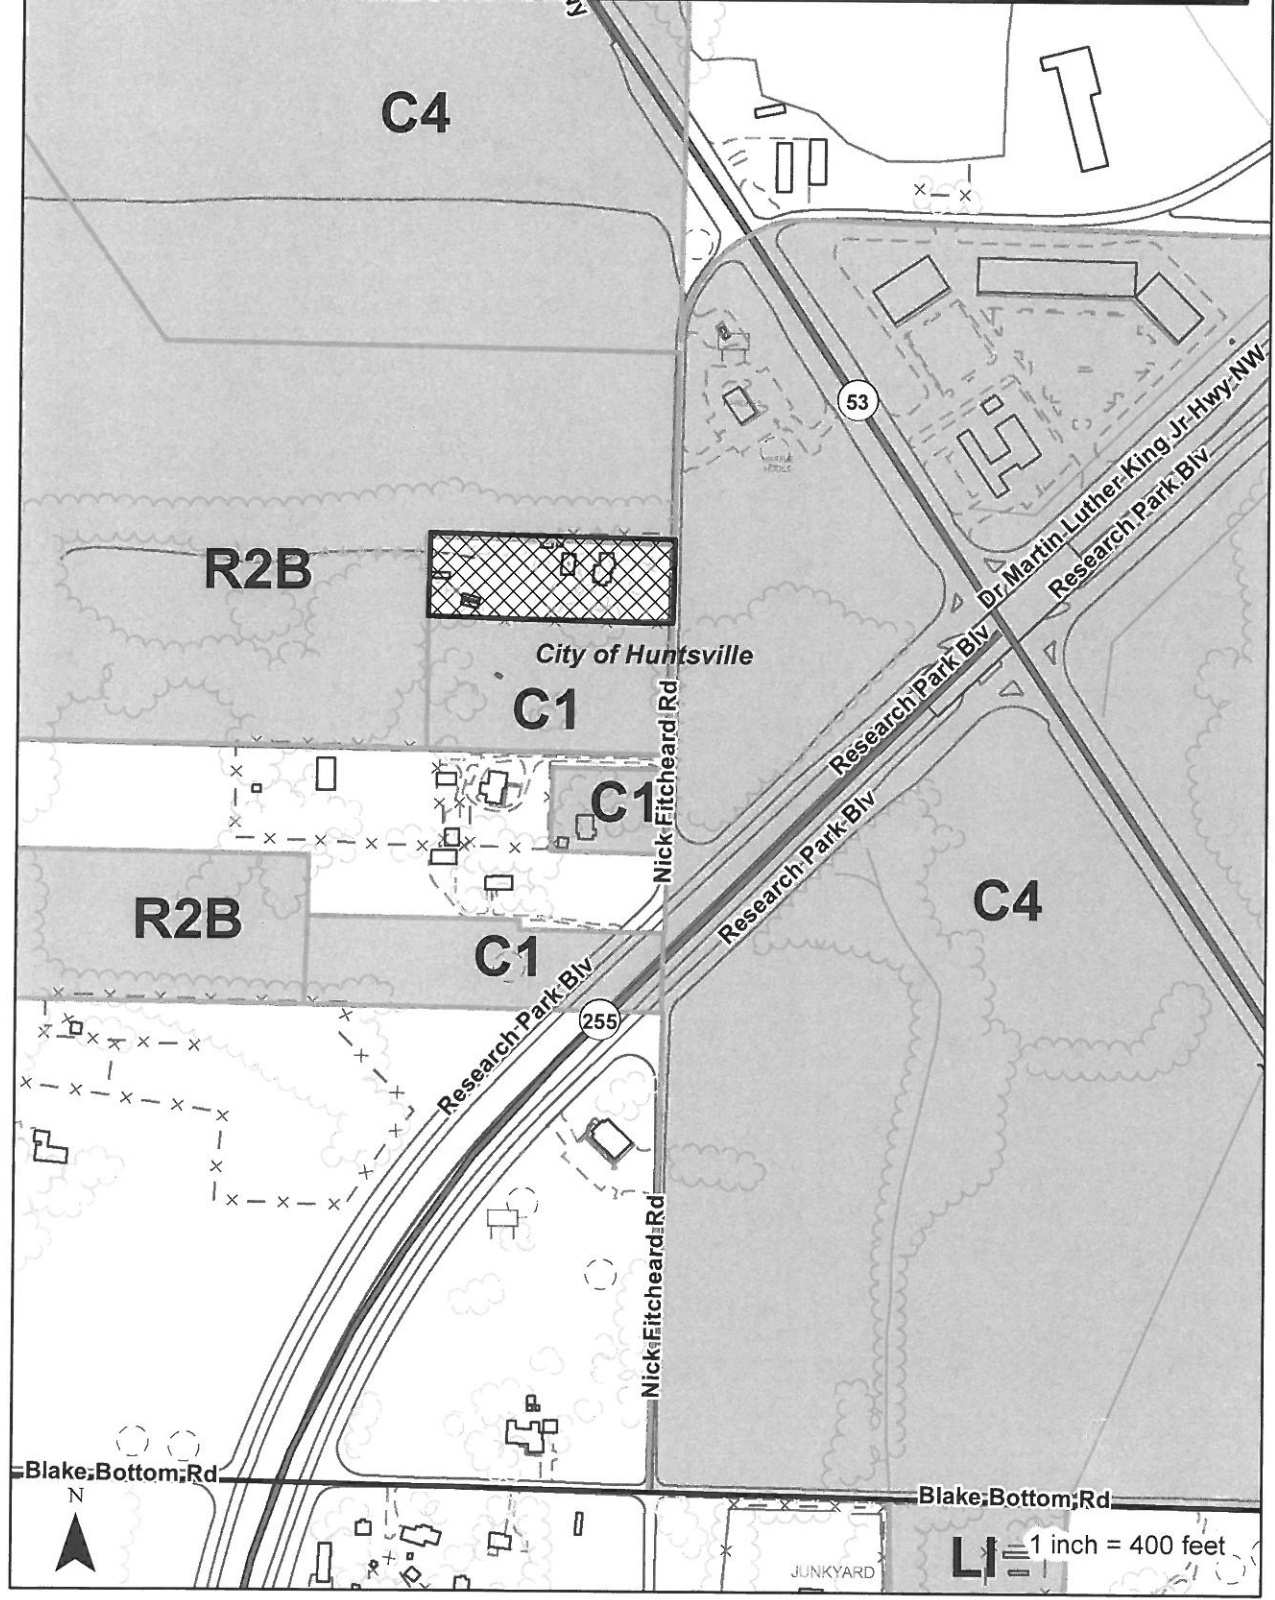 C4
53
Dr Martin Luther King Jr Hwy NW
Research Park Blv
R2B
City of Huntsville
C1
Research Park Blv
Nick Fitcheard Rd
C1
Research Park Blv
C4
R2B
C1
Research Park Blv
255
Nick Fitcheard Rd
Blake Bottom Rd
N
Blake Bottom Rd
LI
1 inch = 400 feet
JUNKYARD